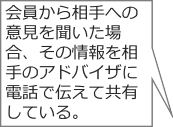 会員から相手への
意見を聞いた場
合、その情報を相
手のアドバイザに
電話で伝えて共有
している。